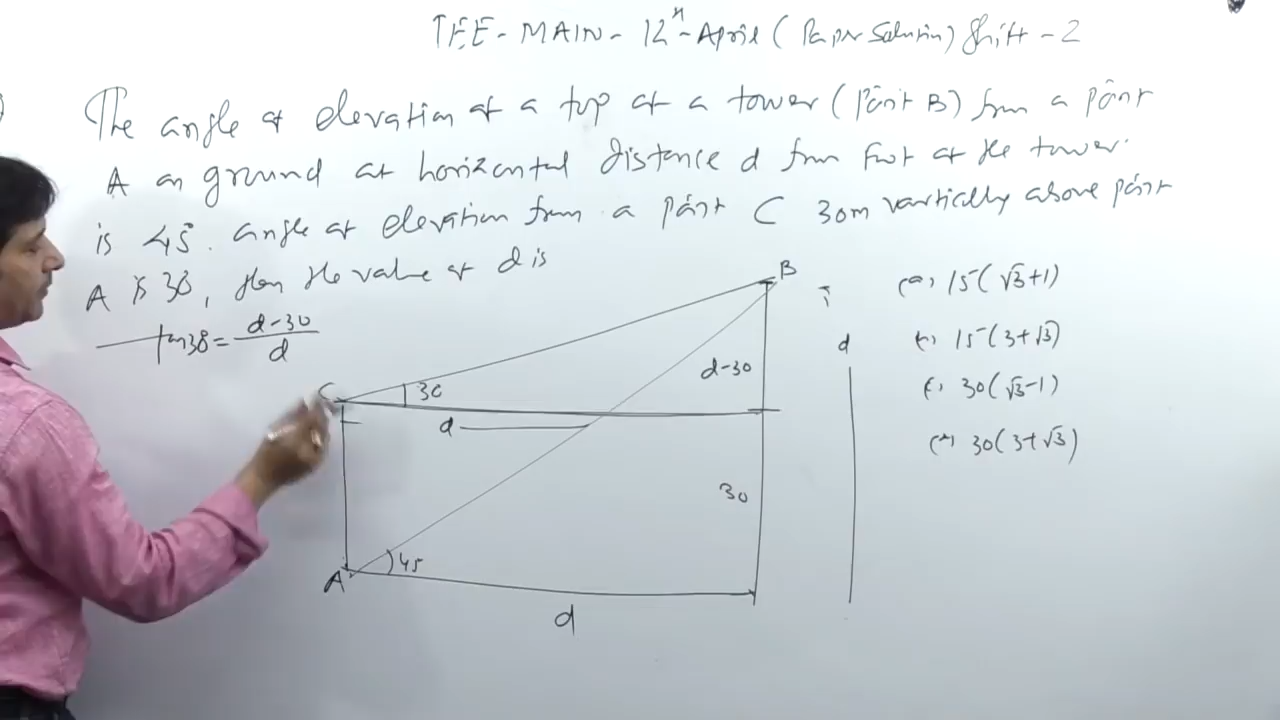 JEE - MAIN - 12th April (Paper Solution) Shift - 2
The angle of elevation of a top of a tower (Point B) from a point
A on ground at horizontal distance d from foot of the tower.
is 45°. angle of elevation from a point C 30m vertically above point
A is 30, then the value of d is
tan30 = d-30
d
B
C
30
d-30
d
d
30
A
45
d
(a) 15(√3+1)
(b) 15(3+√3)
(c) 30(√3-1)
30(3+√3)